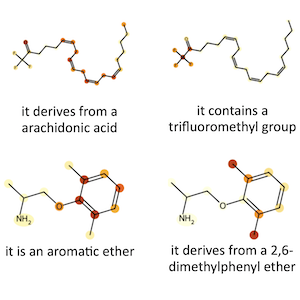 it derives from a
arachidonic acid
it contains a
trifluoromethyl group
O
NH2
it is an aromatic ether
O
NH2
it derives from a 2,6-
dimethylphenyl ether